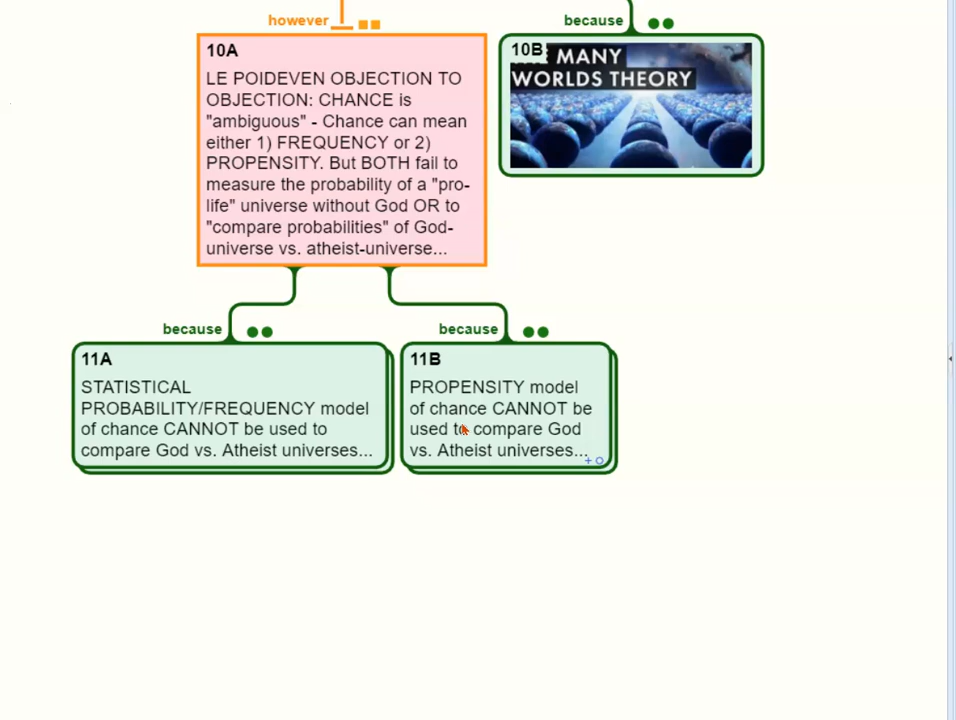 however
because
10A
LE POIDEVEN OBJECTION TO
OBJECTION: CHANCE is
"ambiguous" - Chance can mean
either 1) FREQUENCY or 2)
PROPENSITY. But BOTH fail to
measure the probability of a "pro-
life" universe without God OR to
"compare probabilities" of God-
universe vs. atheist-universe...
10B
MANY
WORLDS THEORY
because
because
11A
STATISTICAL
PROBABILITY/FREQUENCY model
of chance CANNOT be used to
compare God vs. Atheist universes...
11B
PROPENSITY model
of chance CANNOT be
used to compare God
vs. Atheist universes...